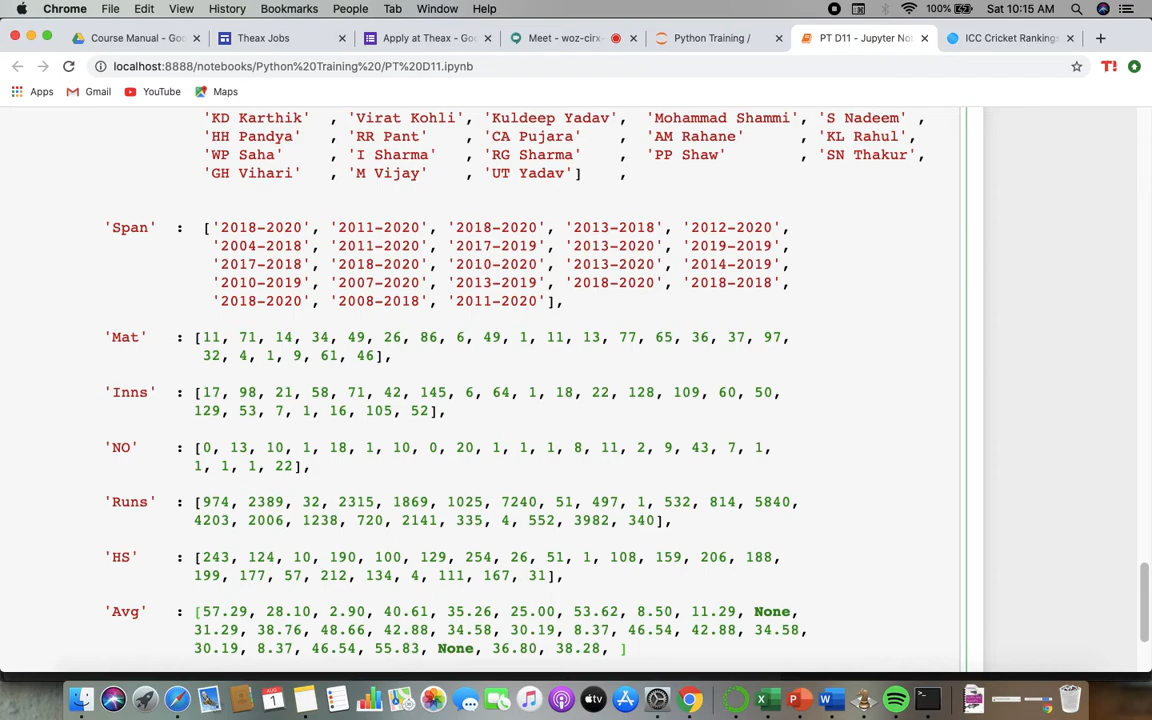 Chrome File Edit View History Bookmarks People Tab Window Help 100% Sat 10:15 AM
Course Manual - Goo Theax Jobs Apply at Theax - Go Meet - woz-cirx- Python Training / PT D11 - Jupyter No ICC Cricket Rankings
localhost:8888/notebooks/Python%20Training%20/PT%20D11.ipynb T!
Apps Gmail YouTube Maps
'KD Karthik' , 'Virat Kohli', 'Kuldeep Yadav', 'Mohammad Shammi', 'S Nadeem' ,
'HH Pandya' , 'RR Pant' , 'CA Pujara' , 'AM Rahane' , 'KL Rahul',
'WP Saha' , 'I Sharma' , 'RG Sharma' , 'PP Shaw' , 'SN Thakur',
'GH Vihari' , 'M Vijay' , 'UT Yadav'] ,
'Span' : ['2018-2020', '2011-2020', '2018-2020', '2013-2018', '2012-2020',
'2004-2018', '2011-2020', '2017-2019', '2013-2020', '2019-2019',
'2017-2018', '2018-2020', '2010-2020', '2013-2020', '2014-2019',
'2010-2019', '2007-2020', '2013-2019', '2018-2020', '2018-2018',
'2018-2020', '2008-2018', '2011-2020'],
'Mat' : [11, 71, 14, 34, 49, 26, 86, 6, 49, 1, 11, 13, 77, 65, 36, 37, 97,
32, 4, 1, 9, 61, 46],
'Inns' : [17, 98, 21, 58, 71, 42, 145, 6, 64, 1, 18, 22, 128, 109, 60, 50,
129, 53, 7, 1, 16, 105, 52],
'NO' : [0, 13, 10, 1, 18, 1, 10, 0, 20, 1, 1, 1, 8, 11, 2, 9, 43, 7, 1,
1, 1, 1, 22],
'Runs' : [974, 2389, 32, 2315, 1869, 1025, 7240, 51, 497, 1, 532, 814, 5840,
4203, 2006, 1238, 720, 2141, 335, 4, 552, 3982, 340],
'HS' : [243, 124, 10, 190, 100, 129, 254, 26, 51, 1, 108, 159, 206, 188,
199, 177, 57, 212, 134, 4, 111, 167, 31],
'Avg' : [57.29, 28.10, 2.90, 40.61, 35.26, 25.00, 53.62, 8.50, 11.29, None,
31.29, 38.76, 48.66, 42.88, 34.58, 30.19, 8.37, 46.54, 42.88, 34.58,
30.19, 8.37, 46.54, 55.83, None, 36.80, 38.28, ]